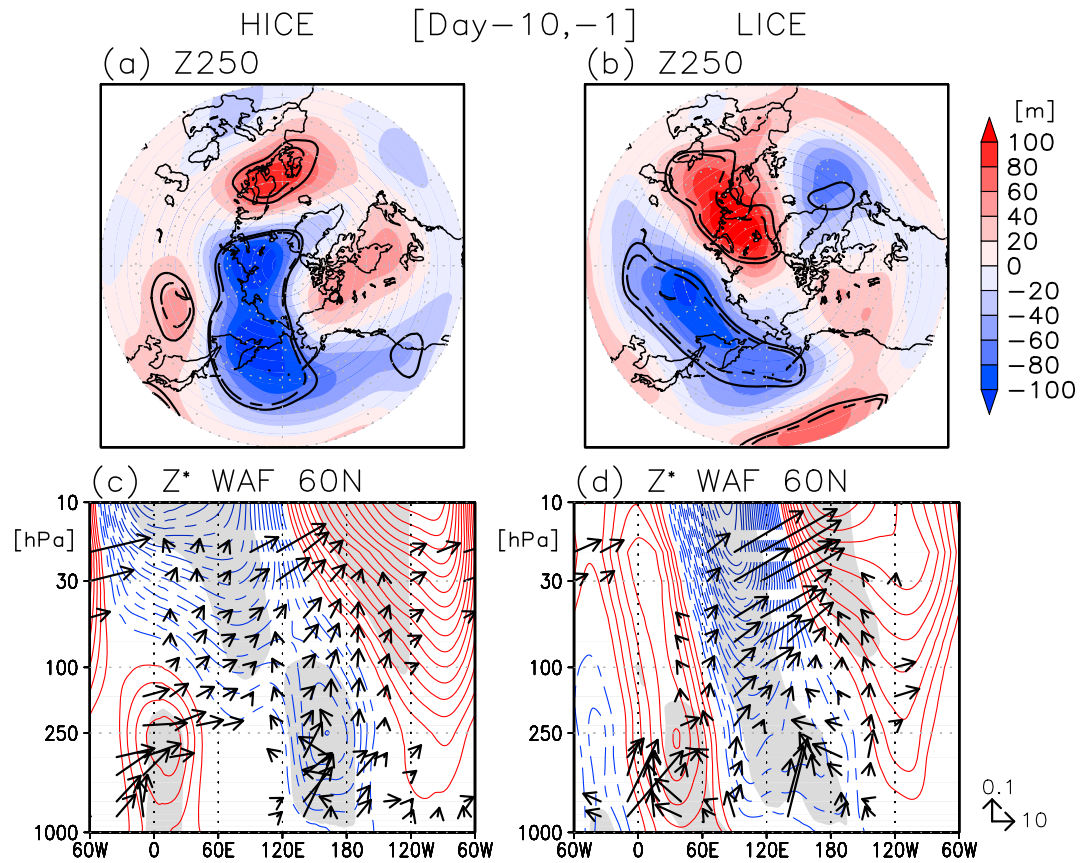 HICE [Day−10,−1] LICE
(a) Z250
(b) Z250
[m]
100
80
60
40
20
0
−20
−40
−60
−80
−100
(c) Z* WAF 60N
(d) Z* WAF 60N
10
[hPa]
30
100
250
1000
60W 0 60E 120E 180 120W 60W
10
[hPa]
30
100
250
1000
60W 0 60E 120E 180 120W 60W
0.1
10